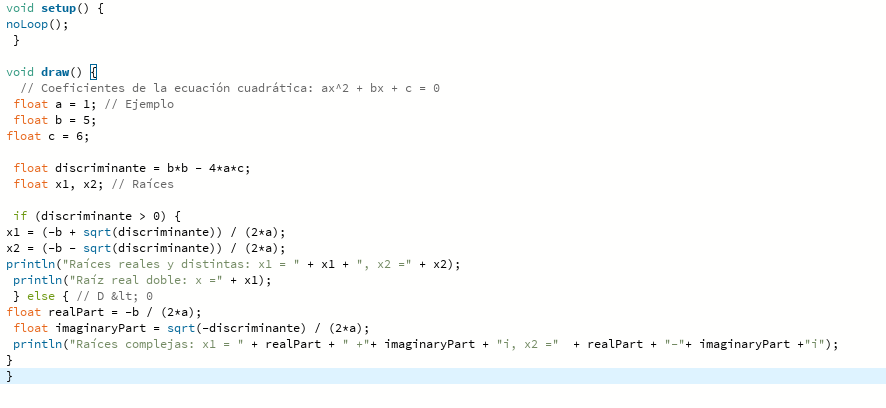 void setup() {
noLoop();
 }

void draw() {
  // Coeficientes de la ecuación cuadrática: ax^2 + bx + c = 0
 float a = 1; // Ejemplo
 float b = 5;
float c = 6;

 float discriminante = b*b - 4*a*c;
 float x1, x2; // Raíces

 if (discriminante > 0) {
x1 = (-b + sqrt(discriminante)) / (2*a);
x2 = (-b - sqrt(discriminante)) / (2*a);
println("Raíces reales y distintas: x1 = " + x1 + ", x2 =" + x2);
 println("Raíz real doble: x =" + x1);
 } else { // D &lt; 0
float realPart = -b / (2*a);
 float imaginaryPart = sqrt(-discriminante) / (2*a);
 println("Raíces complejas: x1 = " + realPart + " +"+ imaginaryPart + "i, x2 ="  + realPart + "-"+ imaginaryPart +"i");
}
}